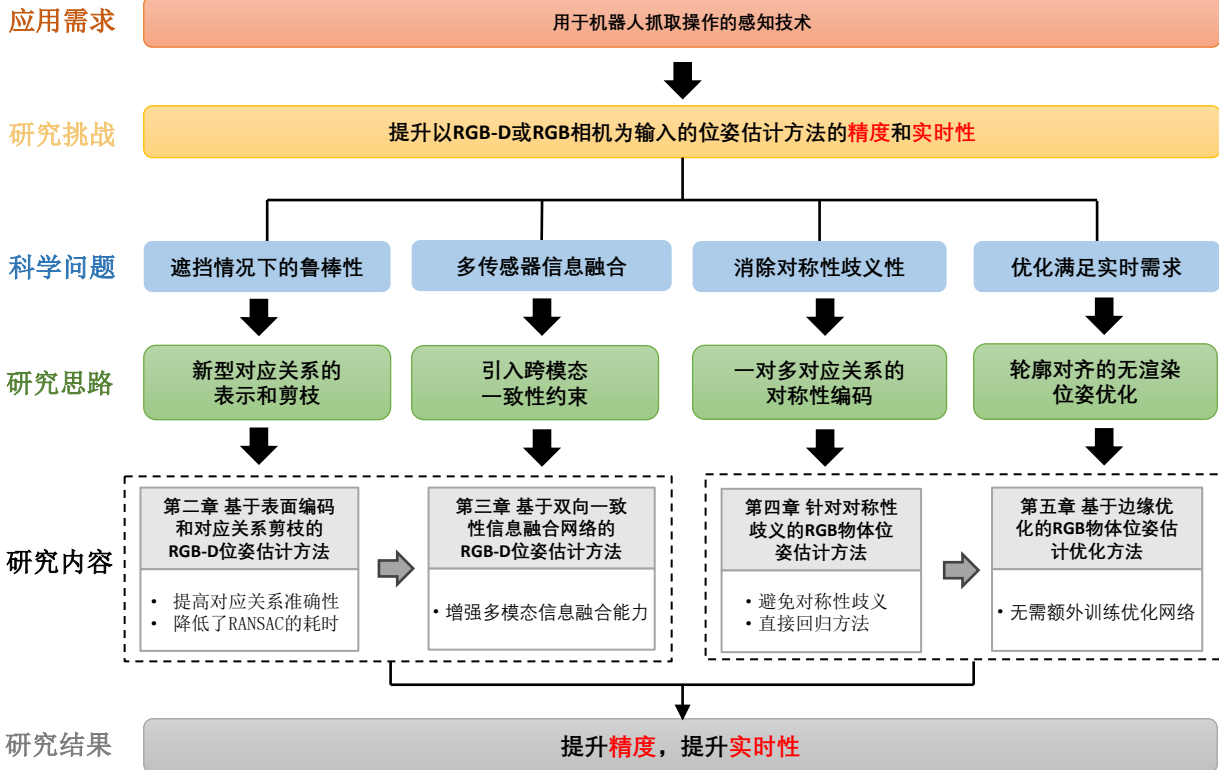 应用需求
用于机器人抓取操作的感知技术
研究挑战
提升以RGB-D或RGB相机为输入的位姿估计方法的精度和实时性
科学问题
遮挡情况下的鲁棒性
多传感器信息融合
消除对称性歧义性
优化满足实时需求
研究思路
新型对应关系的
表示和剪枝
引入跨模态
一致性约束
一对多对应关系的
对称性编码
轮廓对齐的无渲染
位姿优化
研究内容
第二章 基于表面编码
和对应关系剪枝的
RGB-D位姿估计方法
• 提高对应关系准确性
• 降低了RANSAC的耗时
第三章 基于双向一致
性信息融合网络的
RGB-D位姿估计方法
• 增强多模态信息融合能力
第四章 针对对称性
歧义的RGB物体位
姿估计方法
• 避免对称性歧义
• 直接回归方法
第五章 基于边缘优
化的RGB物体位姿估
计优化方法
• 无需额外训练优化网络
研究结果
提升精度，提升实时性